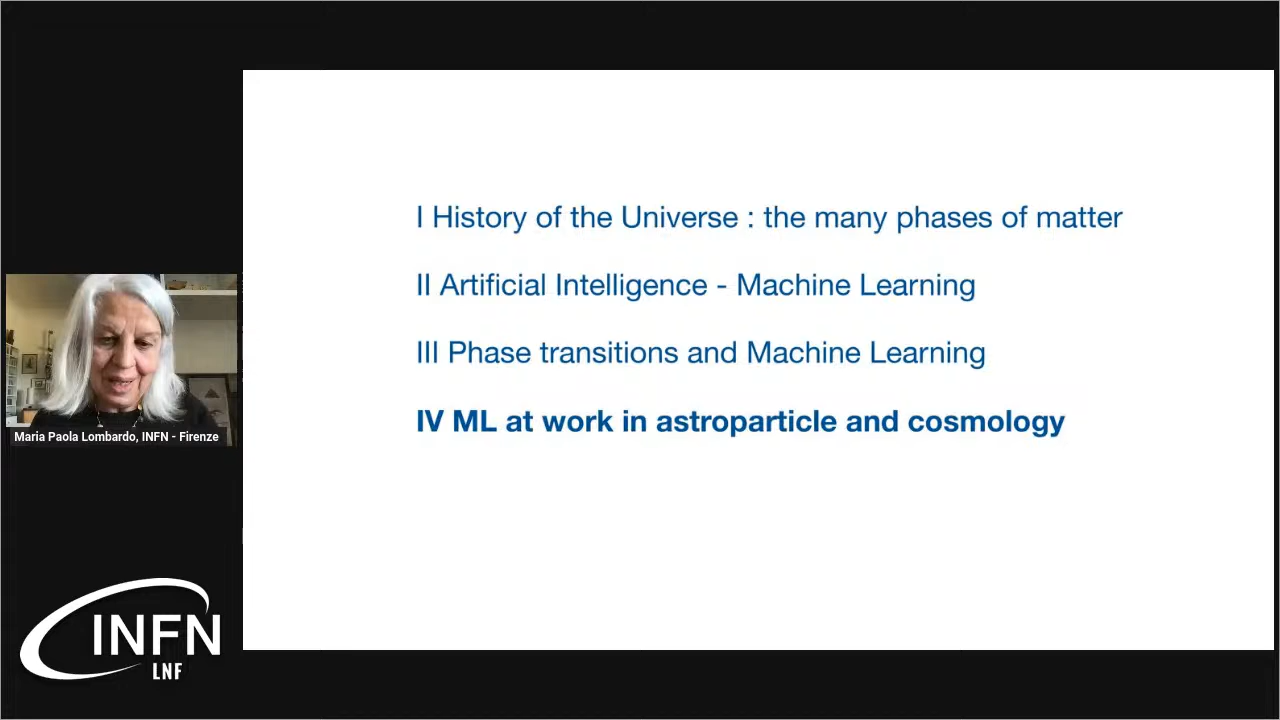 I History of the Universe : the many phases of matter
II Artificial Intelligence - Machine Learning
III Phase transitions and Machine Learning
IV ML at work in astroparticle and cosmology
Maria Paola Lombardo, INFN - Firenze
INFN
LNF